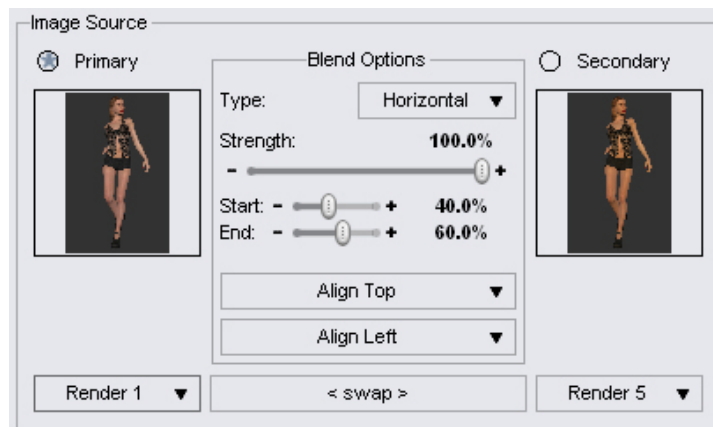 Image Source
Primary
Blend Options
Secondary
Type:
Horizontal
Strength:
100.0%
- +
Start: - + 40.0%
End: - + 60.0%
Align Top
Align Left
Render 1
< swap >
Render 5